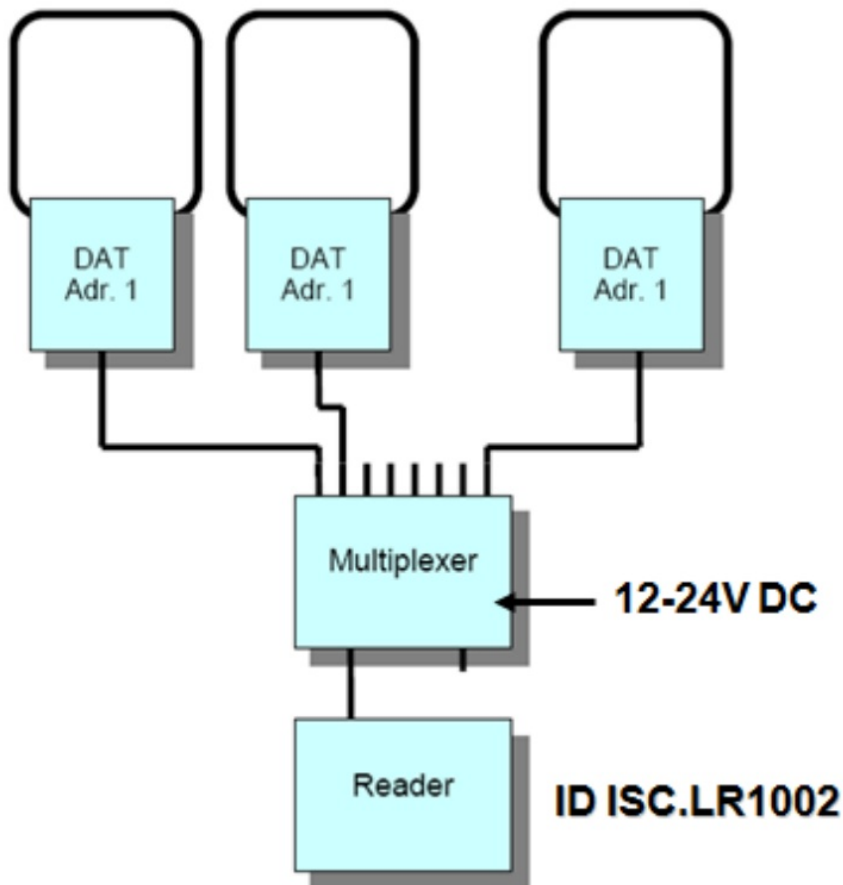 DAT
Adr. 1
DAT
Adr. 1
DAT
Adr. 1
Multiplexer
12-24V DC
Reader
ID ISC.LR1002